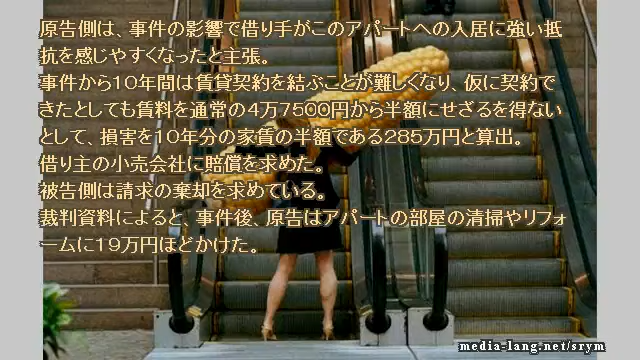 原告側は、事件の影響で借り手がこのアパートへの入居に強い抵
抗を感じやすくなったと主張。
事件から１０年間は賃貸契約を結ぶことが難しくなり、仮に契約で
きたとしても賃料を通常の４万７５００円から半額にせざるを得ない
として、損害を１０年分の家賃の半額である２８５万円と算出。
借り主の小売会社に賠償を求めた。
被告側は請求の棄却を求めている。
裁判資料によると、事件後、原告はアパートの部屋の清掃やリフォ
ームに１９万円ほどかけた。
media-lang.net/srym